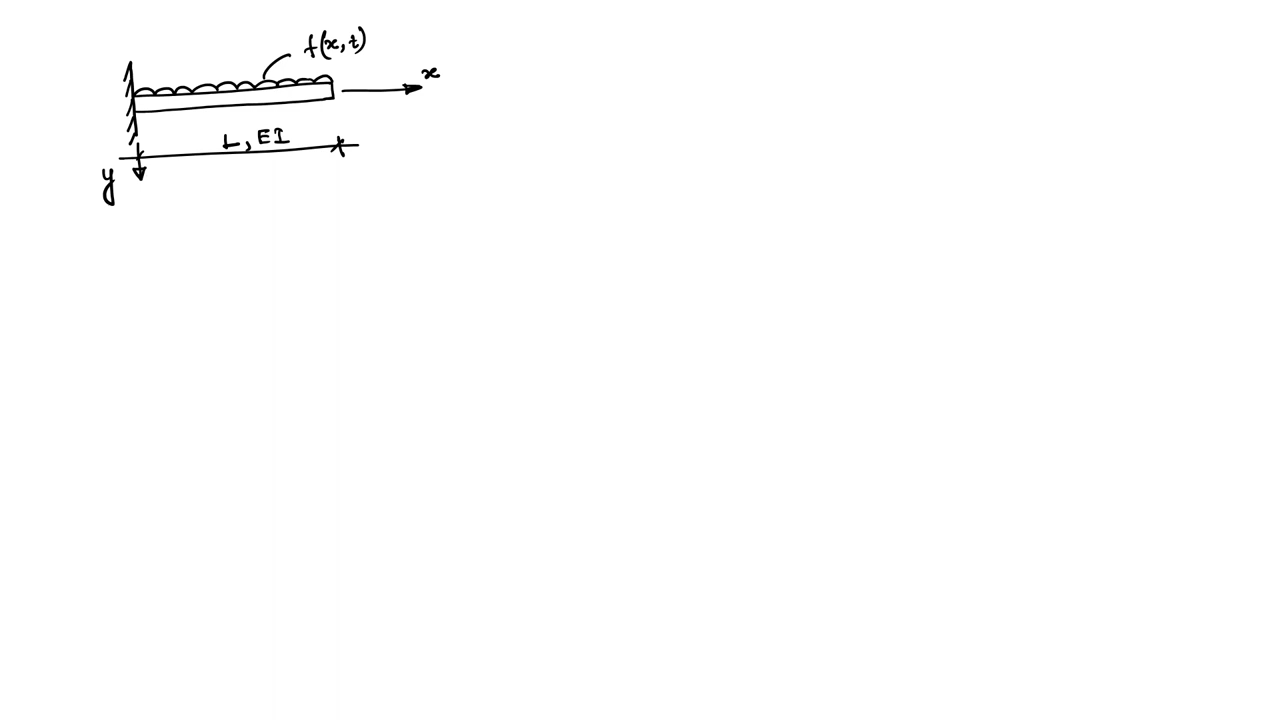 f(x,t)
x
L, EI
y